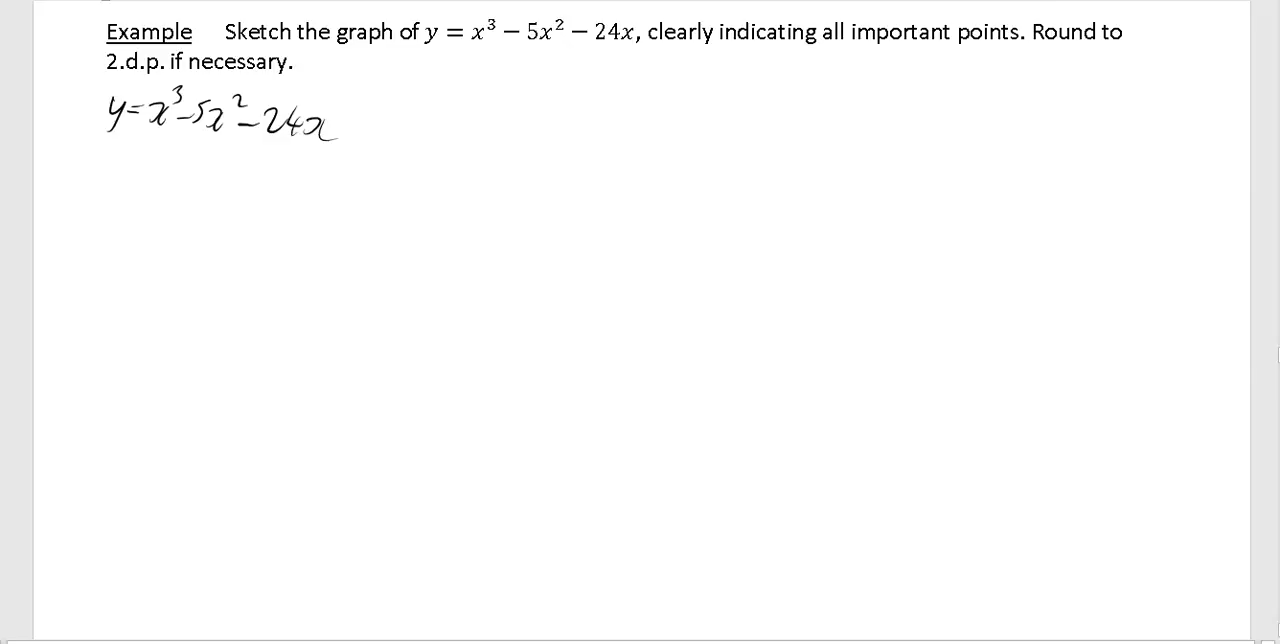 Example Sketch the graph of y = x³ − 5x² − 24x, clearly indicating all important points. Round to
2.d.p. if necessary.
y=x³-5x²-24x